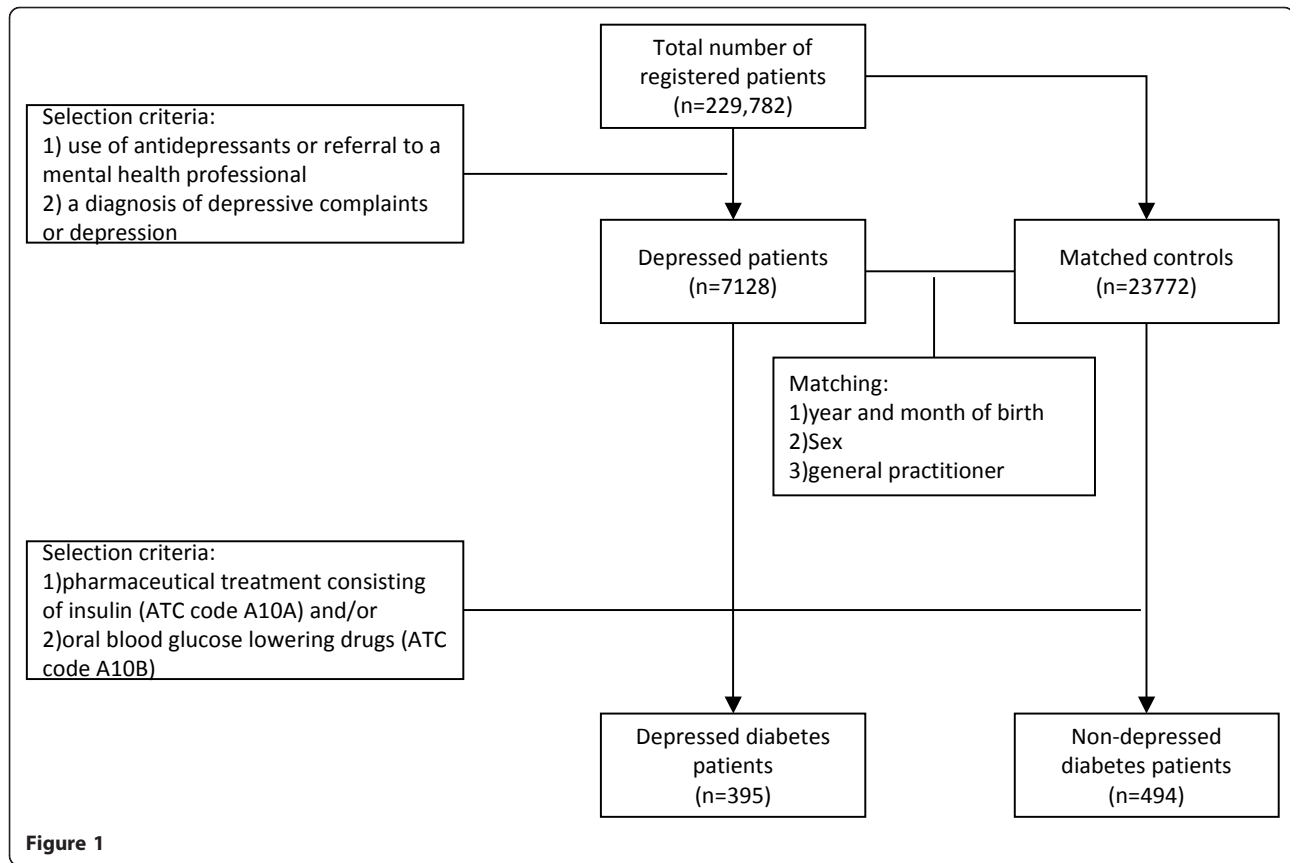 Total number of
registered patients
(n=229,782)
Selection criteria:
1) use of antidepressants or referral to a
mental health professional
2) a diagnosis of depressive complaints
or depression
Depressed patients
(n=7128)
Matched controls
(n=23772)
Matching:
1)year and month of birth
2)Sex
3)general practitioner
Selection criteria:
1)pharmaceutical treatment consisting
of insulin (ATC code A10A) and/or
2)oral blood glucose lowering drugs (ATC
code A10B)
Depressed diabetes
patients
(n=395)
Non-depressed
diabetes patients
(n=494)
Figure 1